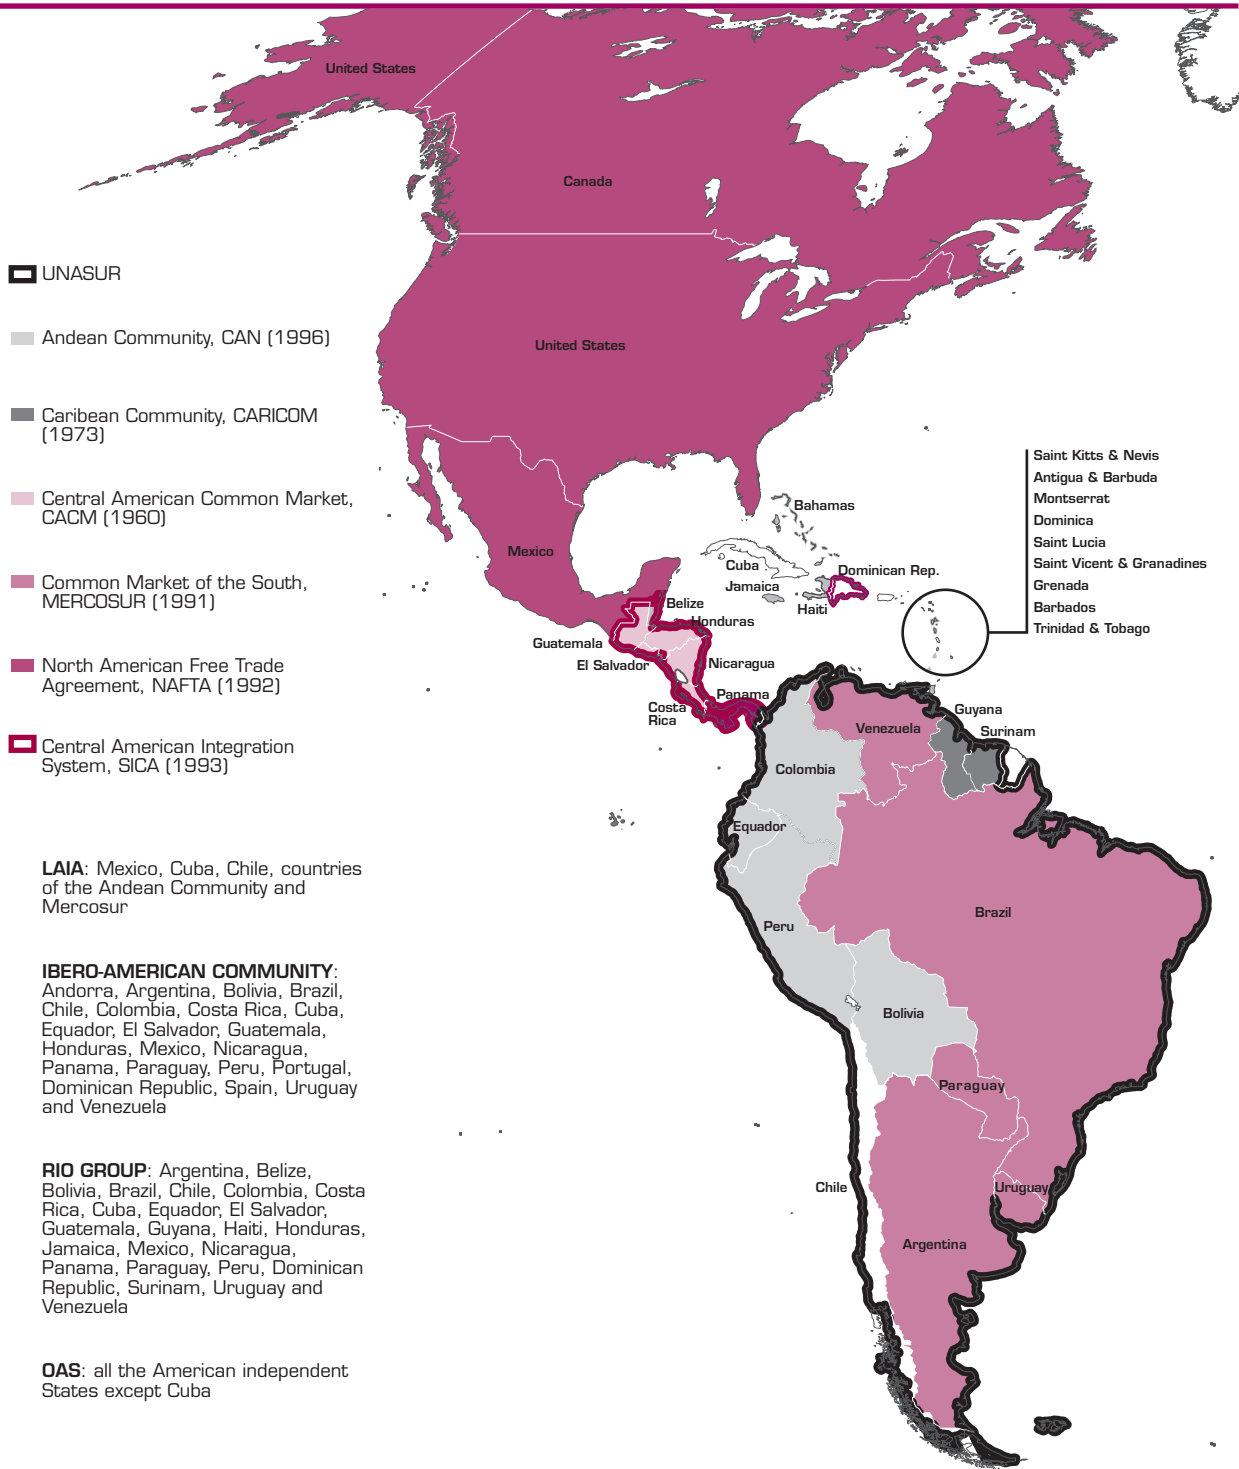 United States
Canada
United States
Mexico
UNASUR
Andean Community, CAN (1996)
Caribean Community, CARICOM
(1973)
Central American Common Market,
CACM (1960)
Common Market of the South,
MERCOSUR (1991)
North American Free Trade
Agreement, NAFTA (1992)
Central American Integration
System, SICA (1993)
LAIA: Mexico, Cuba, Chile, countries
of the Andean Community and
Mercosur
IBERO-AMERICAN COMMUNITY:
Andorra, Argentina, Bolivia, Brazil,
Chile, Colombia, Costa Rica, Cuba,
Equador, El Salvador, Guatemala,
Honduras, Mexico, Nicaragua,
Panama, Paraguay, Peru, Portugal,
Dominican Republic, Spain, Uruguay
and Venezuela
RIO GROUP: Argentina, Belize,
Bolivia, Brazil, Chile, Colombia, Costa
Rica, Cuba, Equador, El Salvador,
Guatemala, Guyana, Haiti, Honduras,
Jamaica, Mexico, Nicaragua,
Panama, Paraguay, Peru, Dominican
Republic, Surinam, Uruguay and
Venezuela
OAS: all the American independent
States except Cuba
Bahamas
Cuba
Jamaica
Haiti
Dominican Rep.
Belize
Honduras
Guatemala
El Salvador
Nicaragua
Panama
Costa
Rica
Saint Kitts & Nevis
Antigua & Barbuda
Montserrat
Dominica
Saint Lucia
Saint Vicent & Granadines
Grenada
Barbados
Trinidad & Tobago
Guyana
Surinam
Venezuela
Colombia
Equador
Peru
Brazil
Bolivia
Paraguay
Chile
Uruguay
Argentina